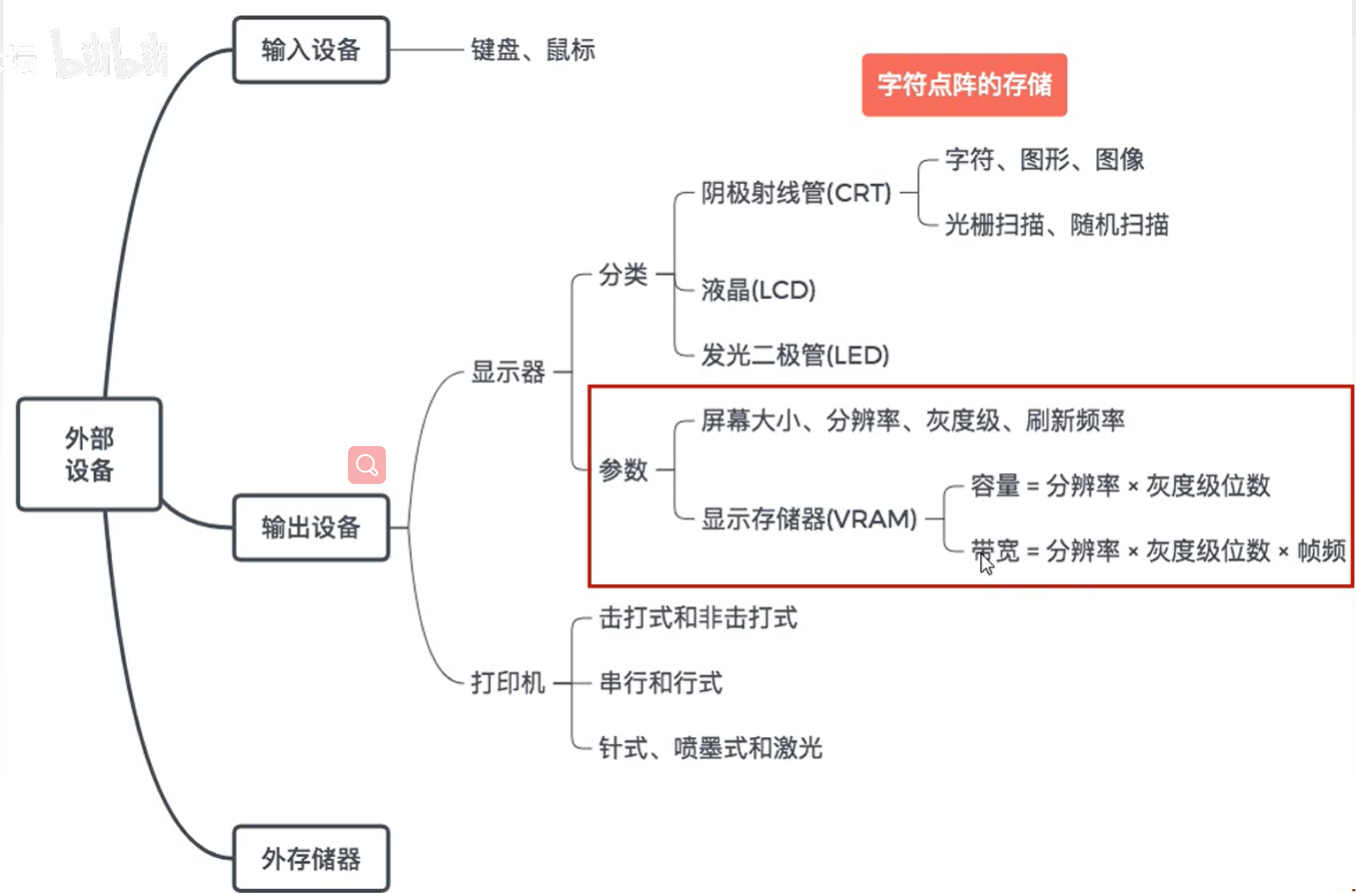 bilibili
输入设备
键盘、鼠标
字符点阵的存储
字符、图形、图像
阴极射线管(CRT)
光栅扫描、随机扫描
分类
液晶(LCD)
发光二极管(LED)
显示器
屏幕大小、分辨率、灰度级、刷新频率
外部
设备
参数
容量 = 分辨率 × 灰度级位数
显示存储器(VRAM)
输出设备
带宽 = 分辨率 × 灰度级位数 × 帧频
击打式和非击打式
打印机
串行和行式
针式、喷墨式和激光
外存储器